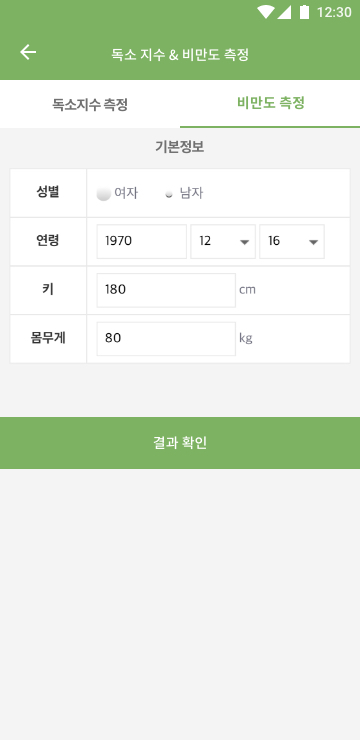 12:30
독소 지수 & 비만도 측정
독소지수 측정
비만도 측정
기본정보
성별
여자
남자
연령
1970
12
16
키
180
cm
몸무게
80
kg
결과 확인